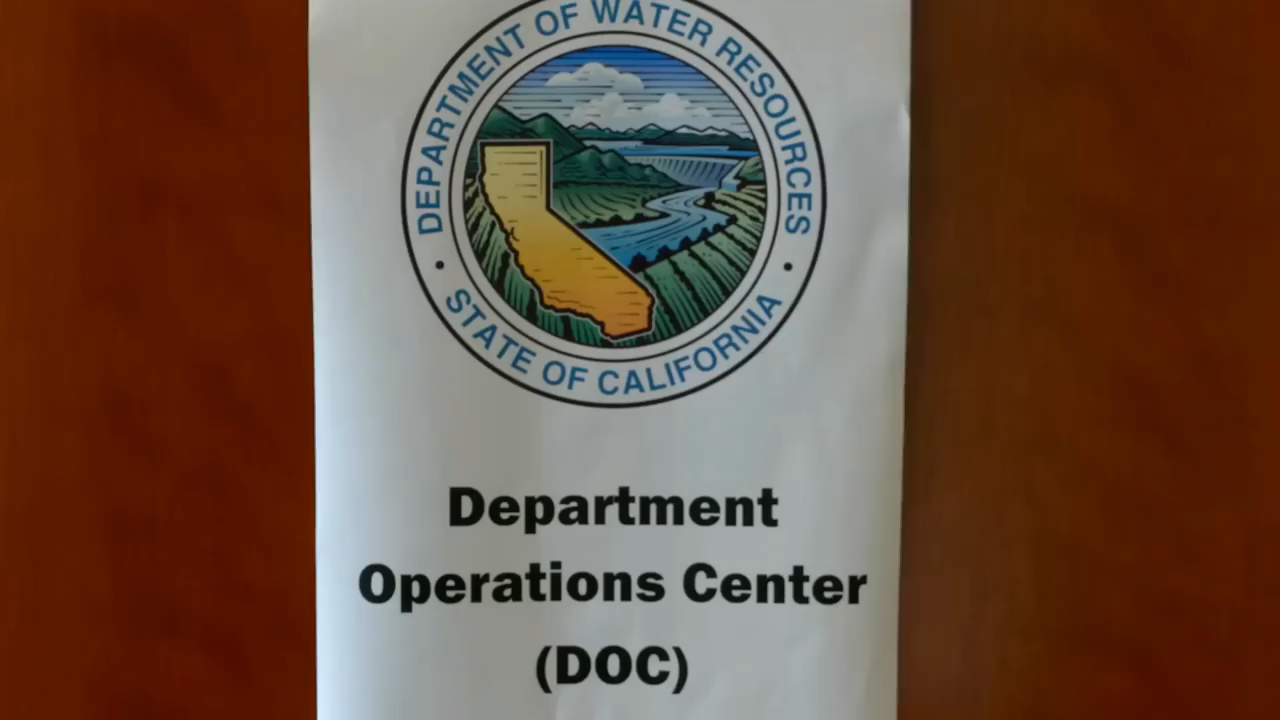 DEPARTMENT OF WATER RESOURCES
STATE OF CALIFORNIA
Department
Operations Center
(DOC)